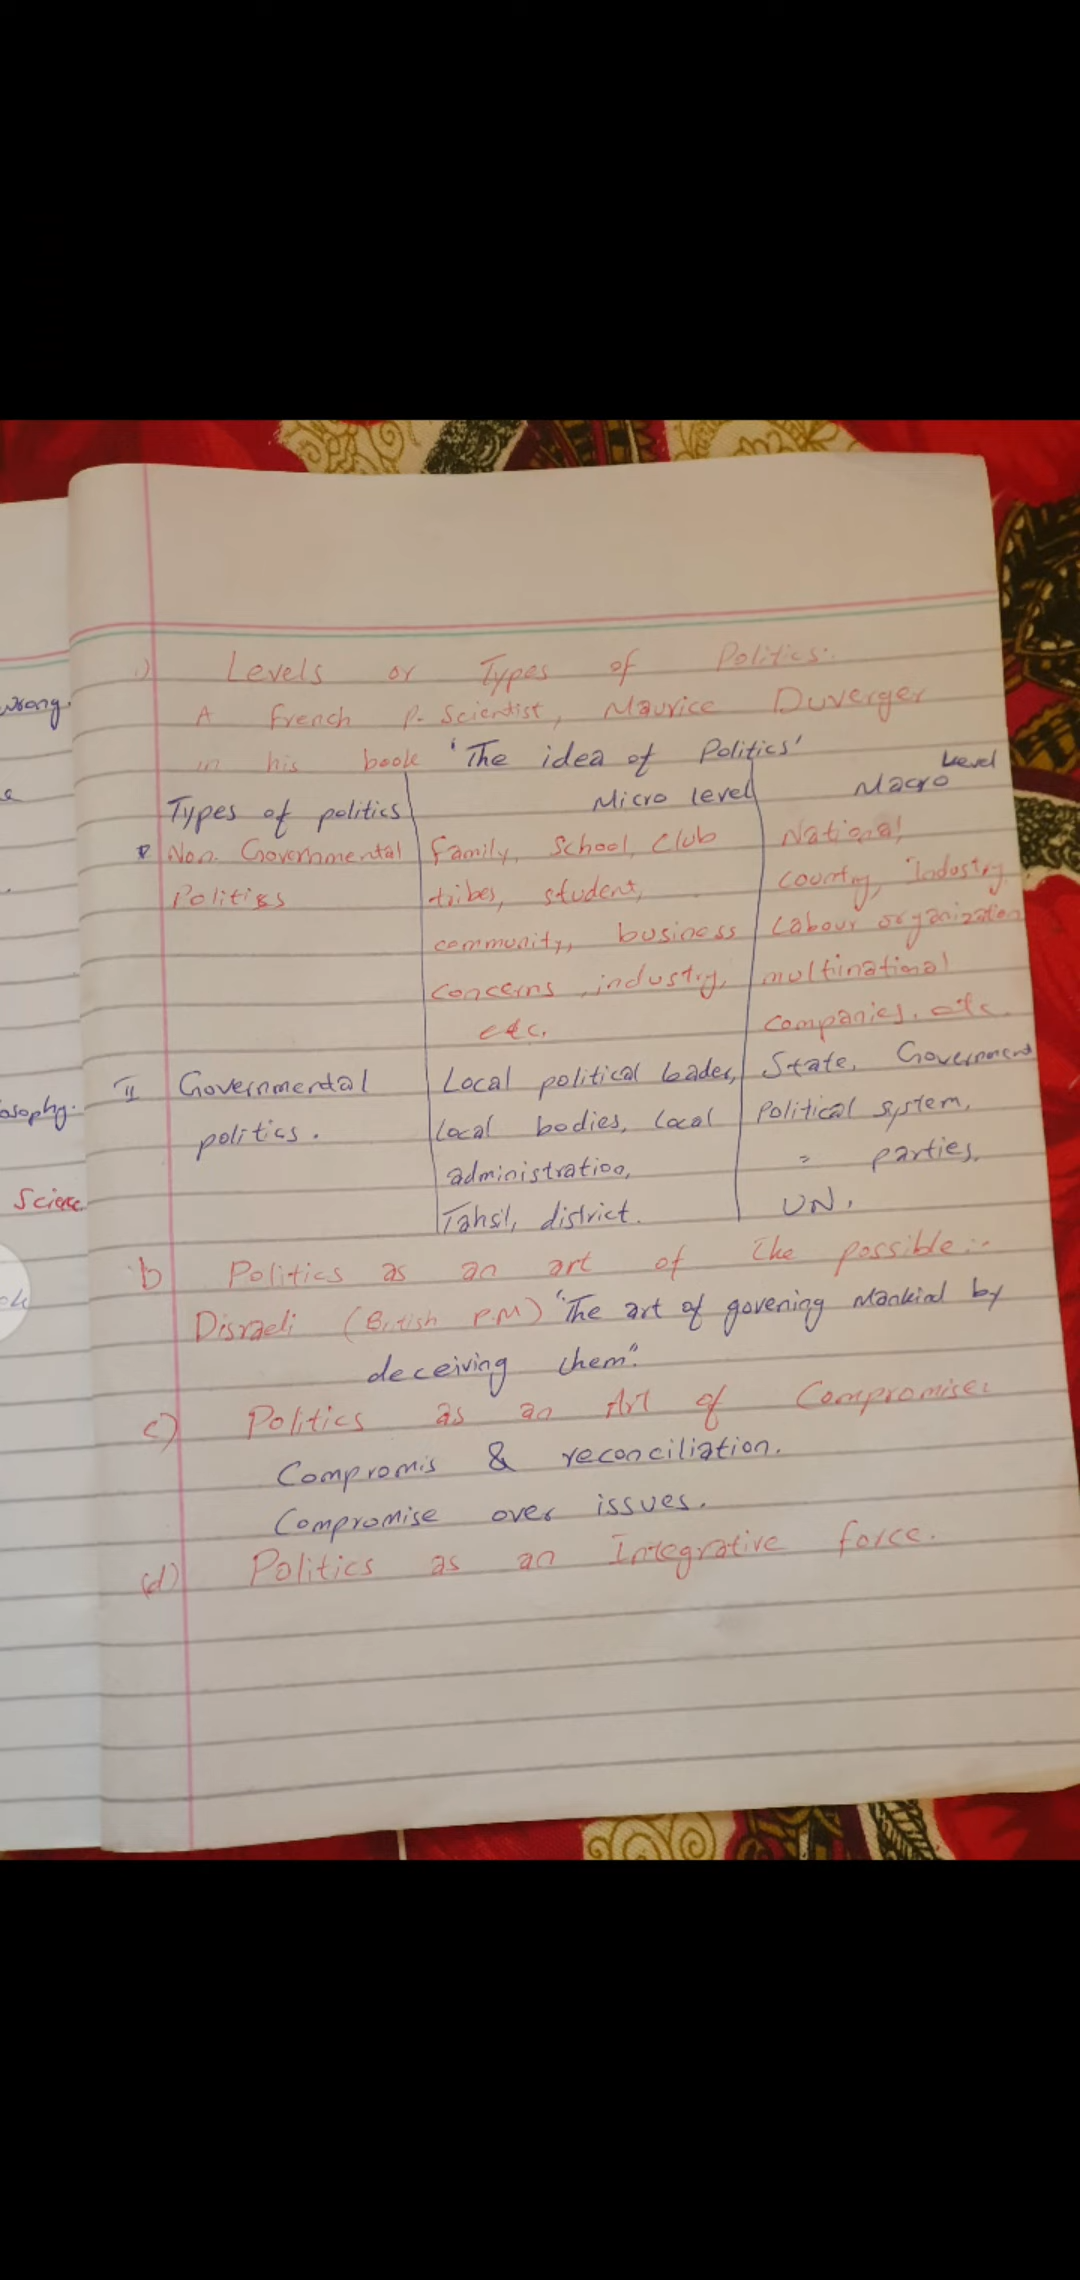 i) Levels or Types of Politics:-
A French P. Scientist, Maurice Duverger
in his book 'The idea of Politics'
Types of politics Micro level Macro Level
I Non. Governmental Politics
Family, School, Club
tribes, student,
community, business
concerns, industry,
etc.
National,
country, Industry,
Labour organization
multinational
companies, etc.
II Governmental
politics.
Local political leader,
local bodies, local
administration,
Tahsil, district.
State, Government
Political system,
" parties,
UN.
b Politics as an art of the possible:-
Disraeli (British P.M) "The art of govening Mankind by
deceiving them".
c) Politics as an Art of Compromise:
Compromis & reconciliation.
Compromise over issues.
(d) Politics as an Integrative force.
wrong.
osophy.
Science